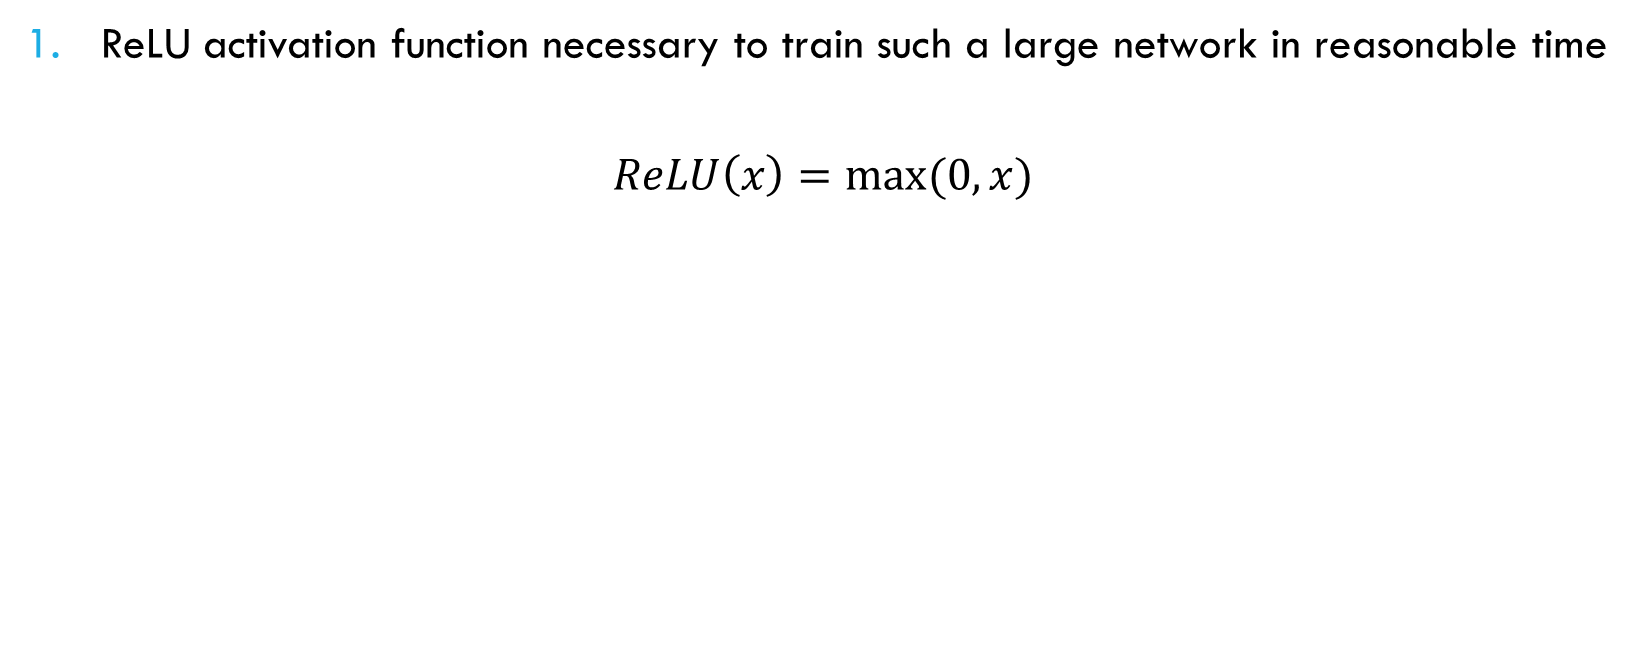 1. ReLU activation function necessary to train such a large network in reasonable time
ReLU(x) = max(0, x)